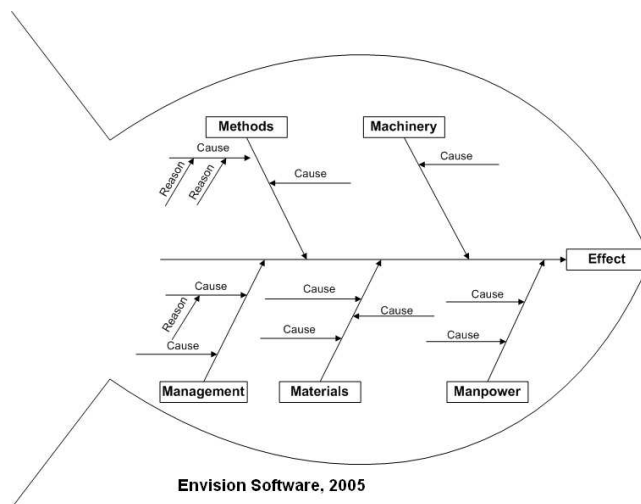 Methods
Machinery
Cause
Cause
Reason
Reason
Cause
Effect
Cause
Cause
Cause
Reason
Cause
Cause
Cause
Cause
Cause
Management
Materials
Manpower
Envision Software, 2005